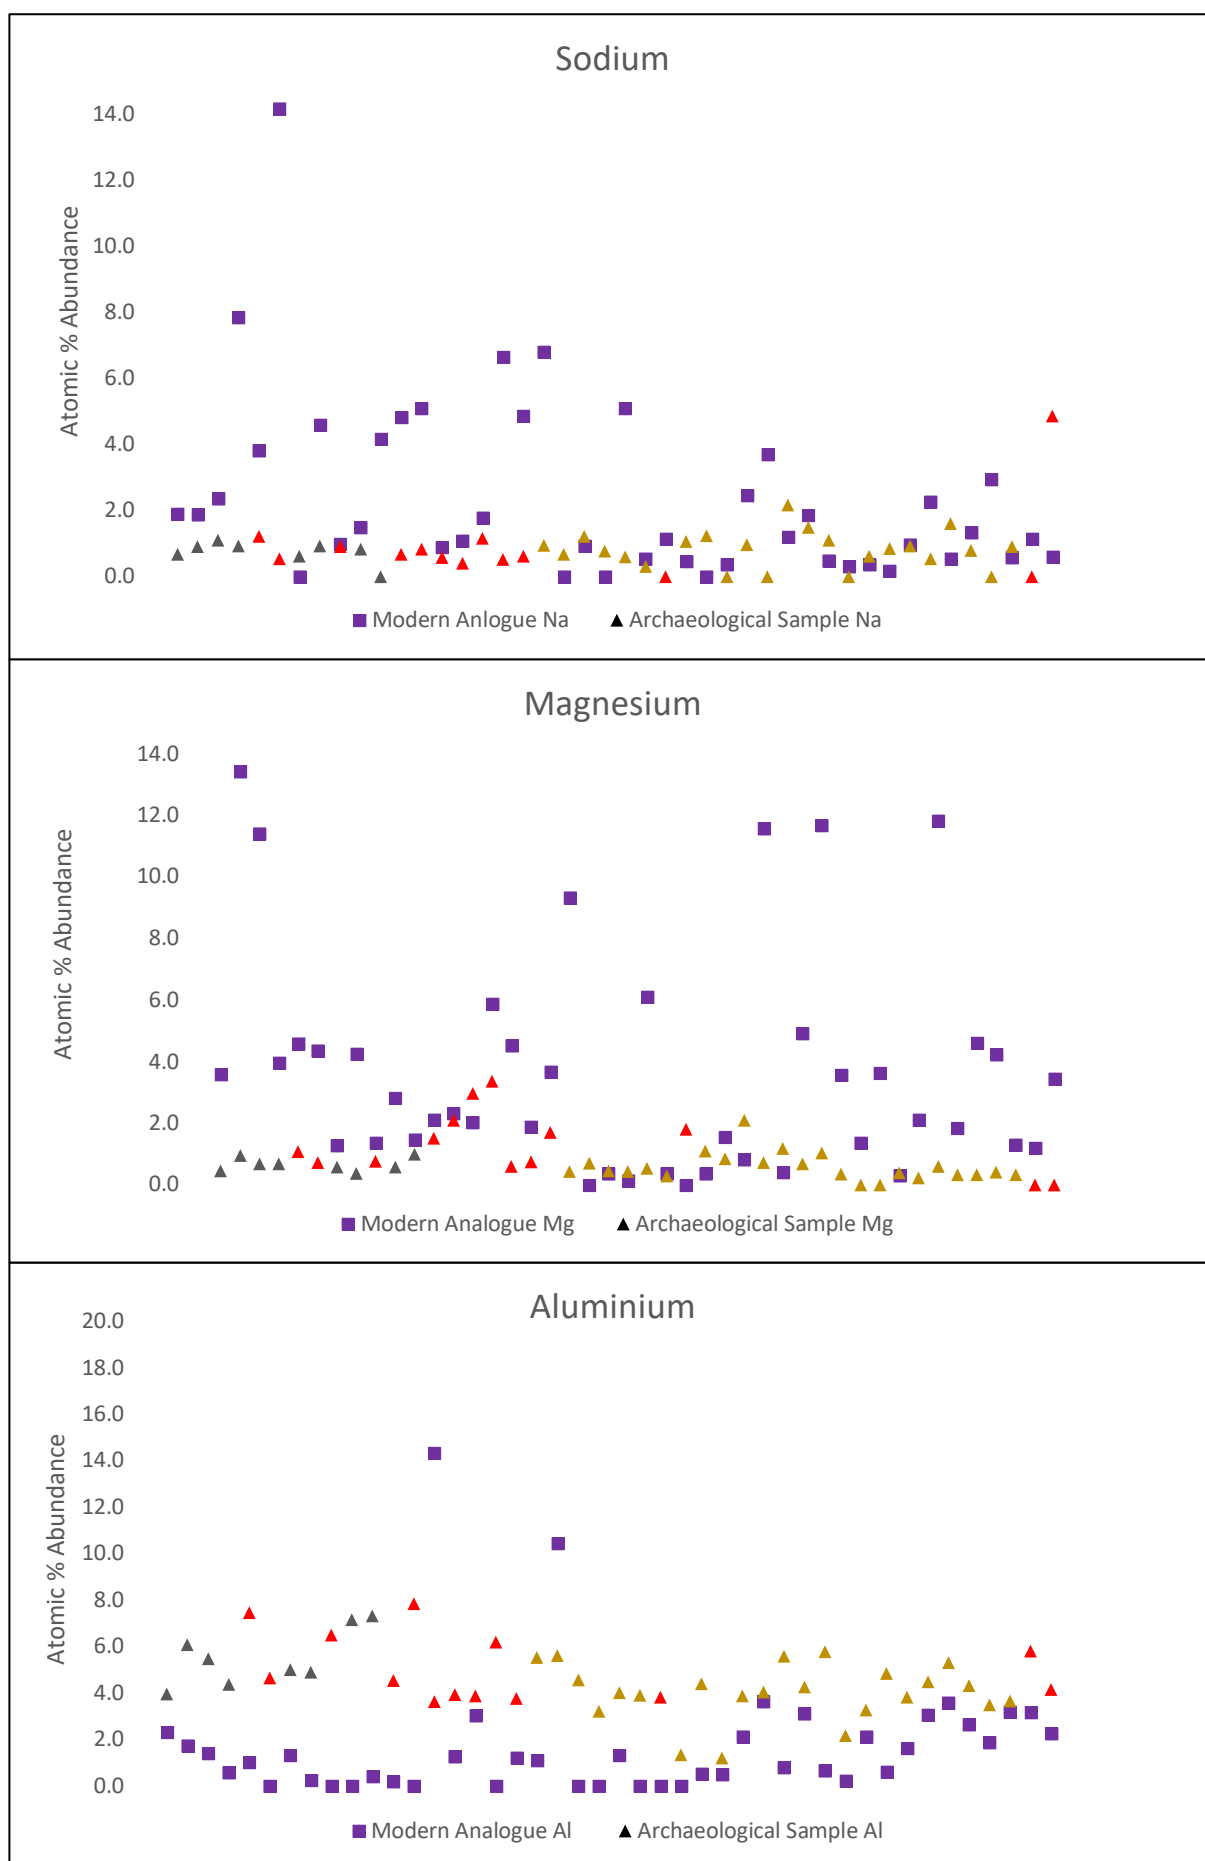 Sodium
14.0
12.0
10.0
8.0
6.0
4.0
2.0
0.0
Atomic % Abundance
Modern Anlogue Na
Archaeological Sample Na
Magnesium
14.0
12.0
10.0
8.0
6.0
4.0
2.0
0.0
Atomic % Abundance
Modern Analogue Mg
Archaeological Sample Mg
Aluminium
20.0
18.0
16.0
14.0
12.0
10.0
8.0
6.0
4.0
2.0
0.0
Atomic % Abundance
Modern Analogue Al
Archaeological Sample Al